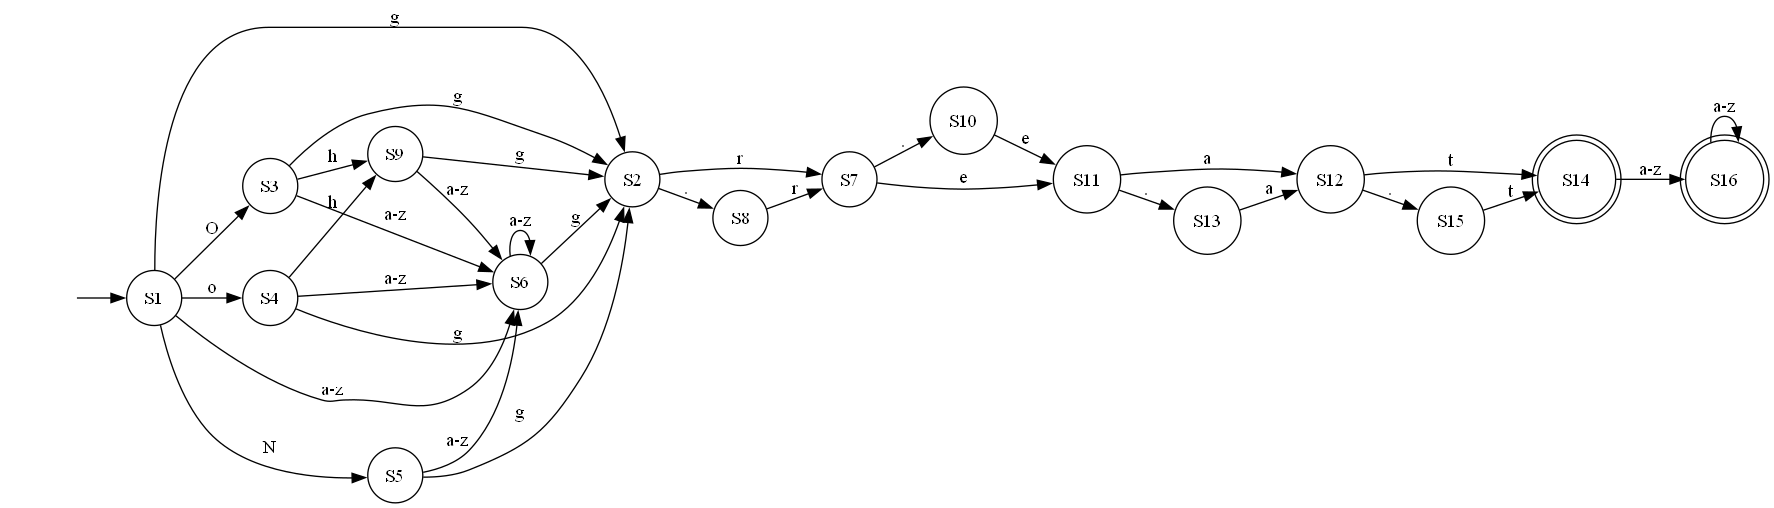 g
g
S10
a-z
S9
h
g
e
r
a
t
S3
S2
S7
e
S11
S12
S14
a-z
S16
h
a-z
a-z
.
.
r
S8
.
a
S13
.
t
S15
O
a-z
g
S1
o
S4
a-z
S6
g
a-z
g
N
a-z
S5